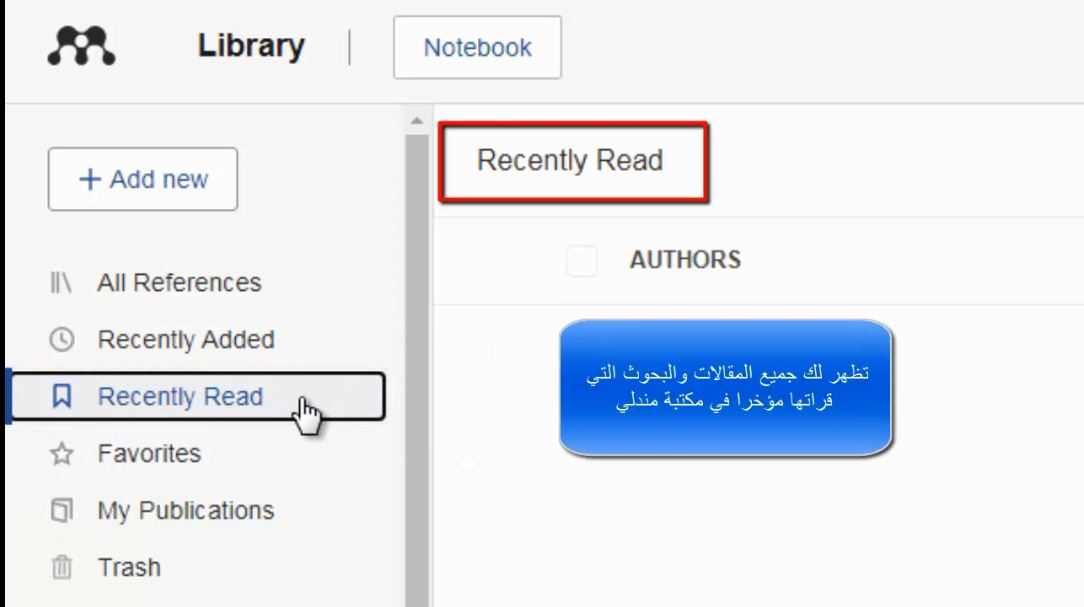 Library
Notebook
+ Add new
All References
Recently Added
Recently Read
Favorites
My Publications
Trash
Recently Read
AUTHORS
تظهر لك جميع المقالات والبحوث التي
قراتها مؤخرا في مكتبة مندلي